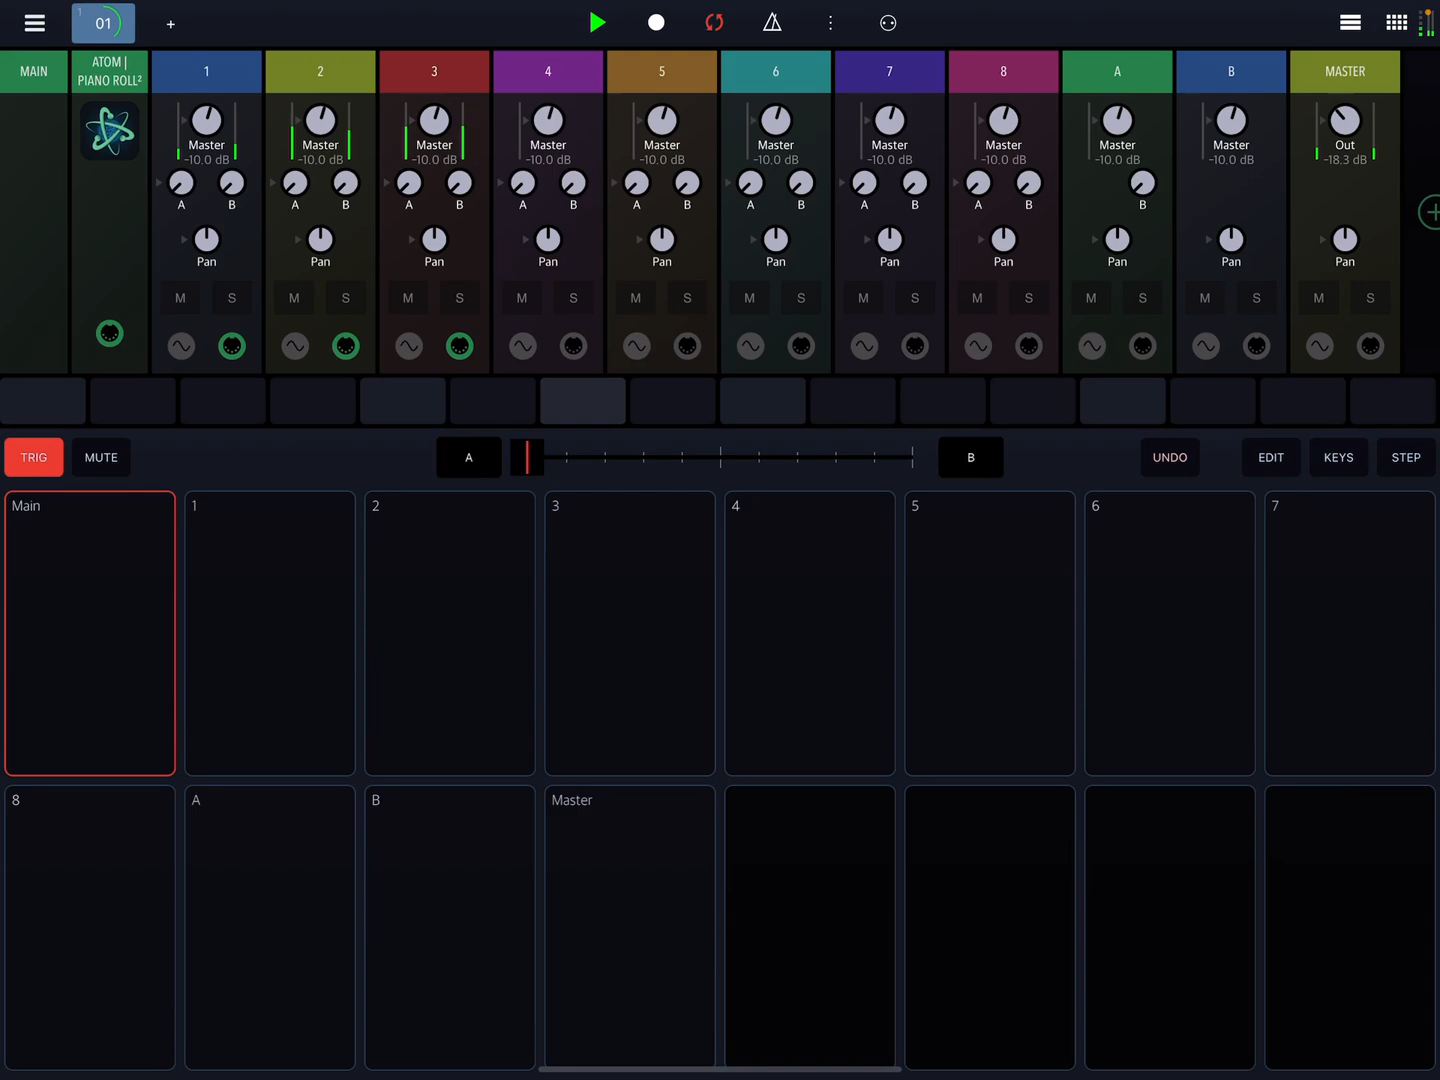 1
01
+
MAIN
ATOM |
PIANO ROLL²
1
2
3
4
5
6
7
8
A
B
MASTER
Master
-10.0 dB
Master
-10.0 dB
Master
-10.0 dB
Master
-10.0 dB
Master
-10.0 dB
Master
-10.0 dB
Master
-10.0 dB
Master
-10.0 dB
Master
-10.0 dB
Master
-10.0 dB
Out
-18.3 dB
A B A B A B A B A B A B A B A B B
Pan Pan Pan Pan Pan Pan Pan Pan Pan Pan Pan
M S M S M S M S M S M S M S M S M S M S M S
TRIG
MUTE
A
B
UNDO
EDIT
KEYS
STEP
Main
1
2
3
4
5
6
7
8
A
B
Master